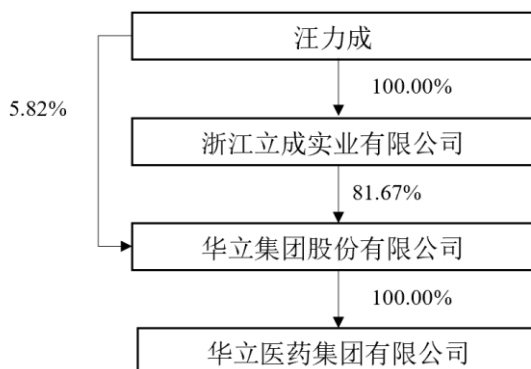 汪力成
100.00%
5.82%
浙江立成实业有限公司
81.67%
华立集团股份有限公司
100.00%
华立医药集团有限公司